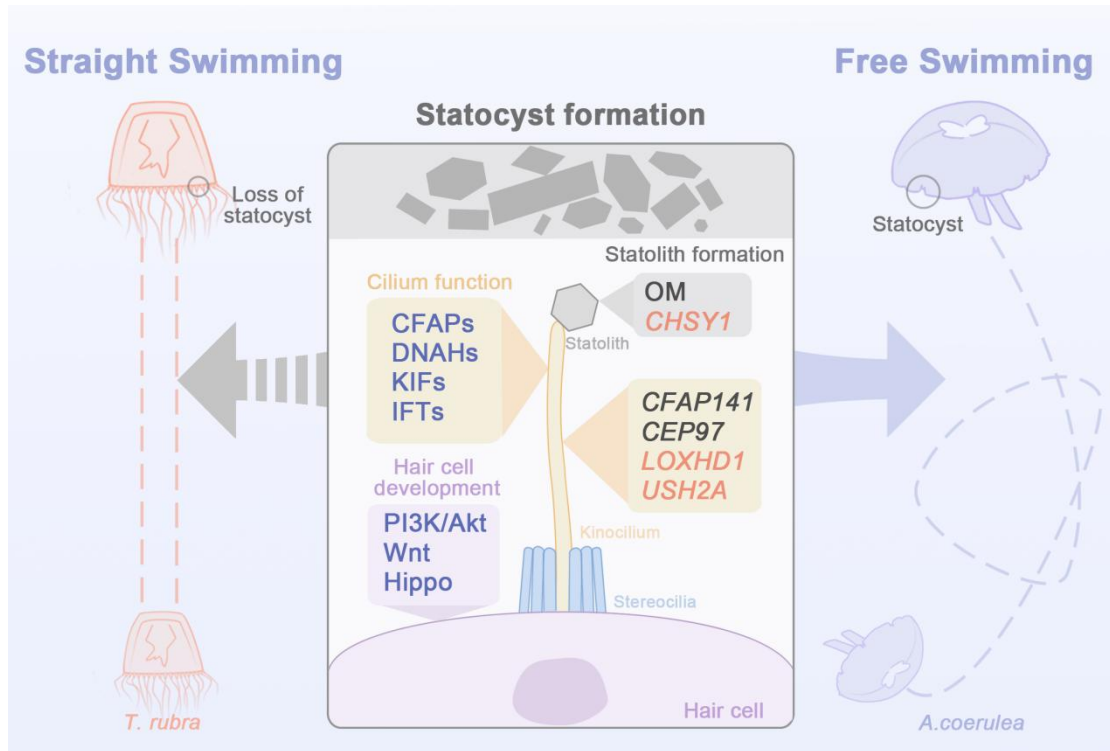 Straight Swimming
Free Swimming
Statocyst formation
Loss of
statocyst
Statocyst
Statolith formation
OM
CHSY1
Cilium function
CFAPs
DNAHs
KIFs
IFTs
Statolith
CFAP141
CEP97
LOXHD1
USH2A
Hair cell
development
PI3K/Akt
Wnt
Hippo
Kinocilium
Stereocilia
Hair cell
T. rubra
A.coerulea